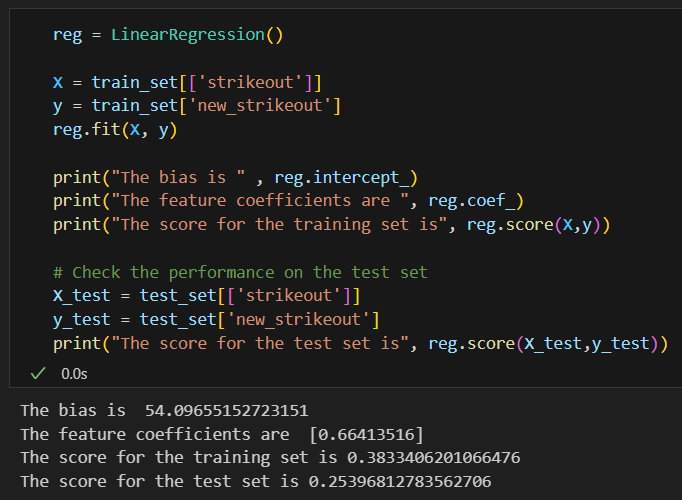 reg = LinearRegression()
X = train_set[['strikeout']]
y = train_set['new_strikeout']
reg.fit(X, y)
print("The bias is " , reg.intercept_)
print("The feature coefficients are ", reg.coef_)
print("The score for the training set is", reg.score(X,y))
# Check the performance on the test set
X_test = test_set[['strikeout']]
y_test = test_set['new_strikeout']
print("The score for the test set is", reg.score(X_test,y_test))
✓ 0.0s
The bias is  54.09655152723151
The feature coefficients are  [0.66413516]
The score for the training set is 0.3833406201066476
The score for the test set is 0.25396812783562706